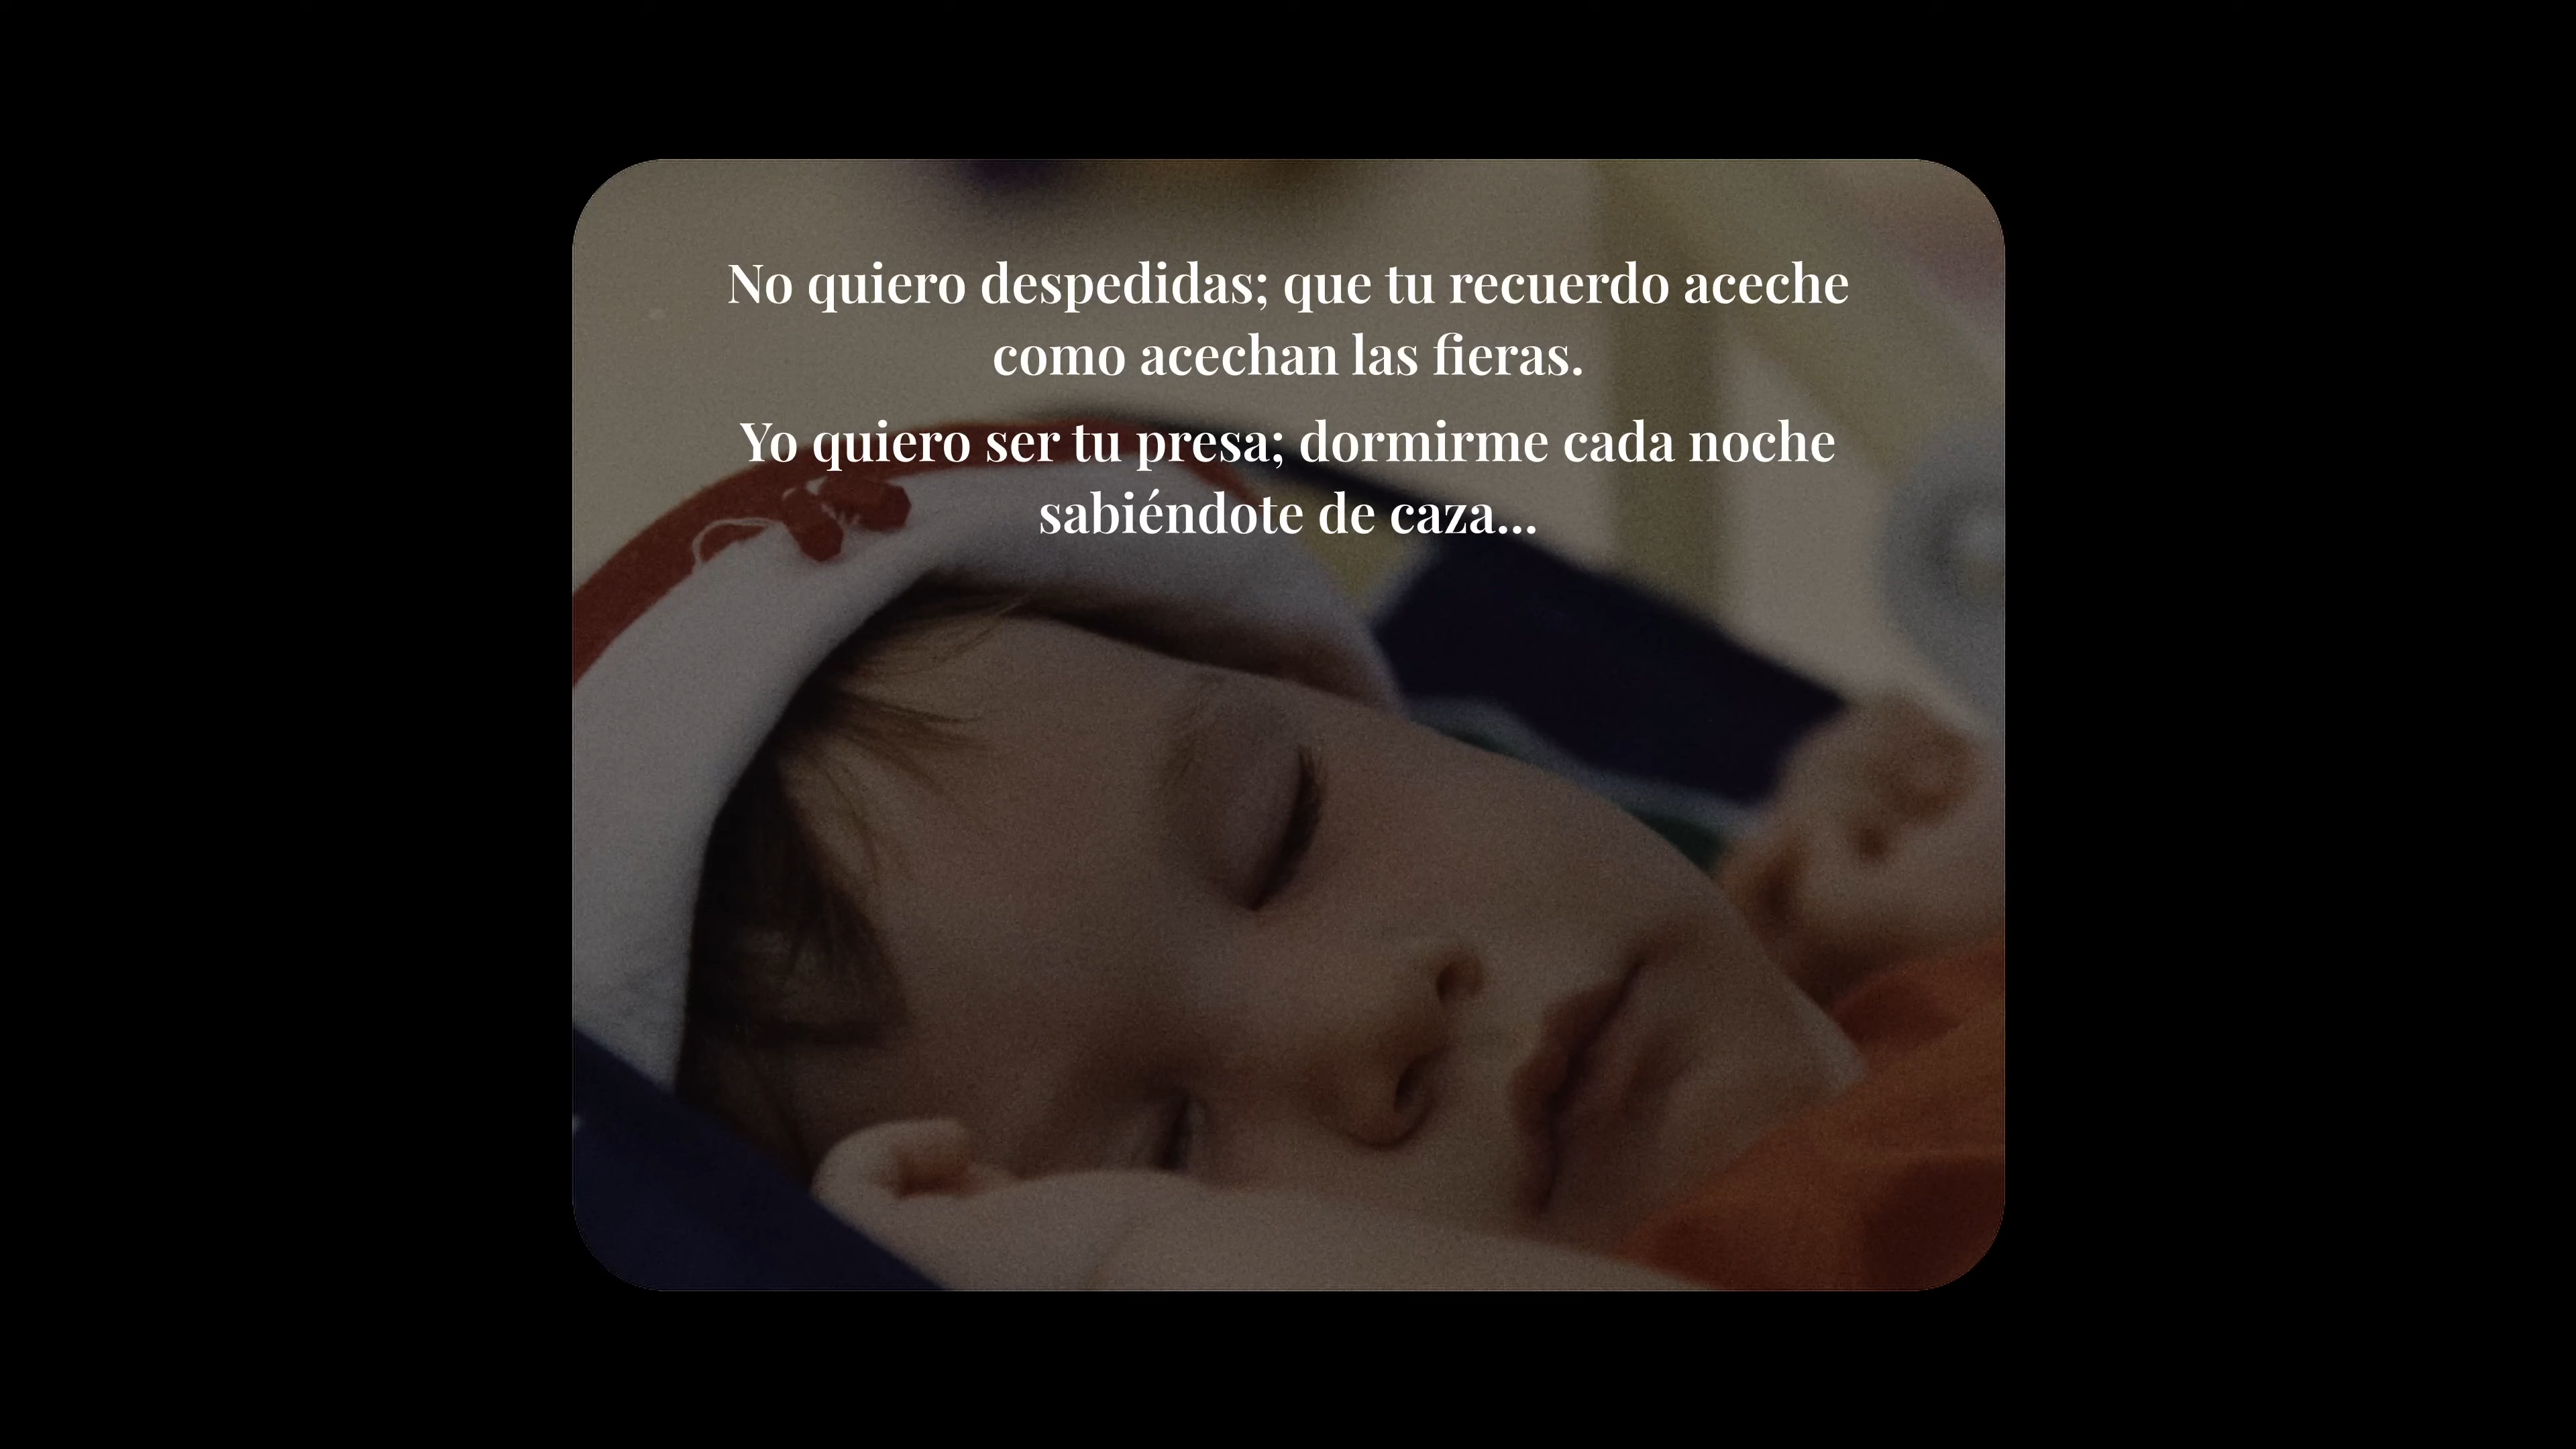 No quiero despedidas; que tu recuerdo aceche
como acechan las fieras.
Yo quiero ser tu presa; dormirme cada noche
sabiéndote de caza...